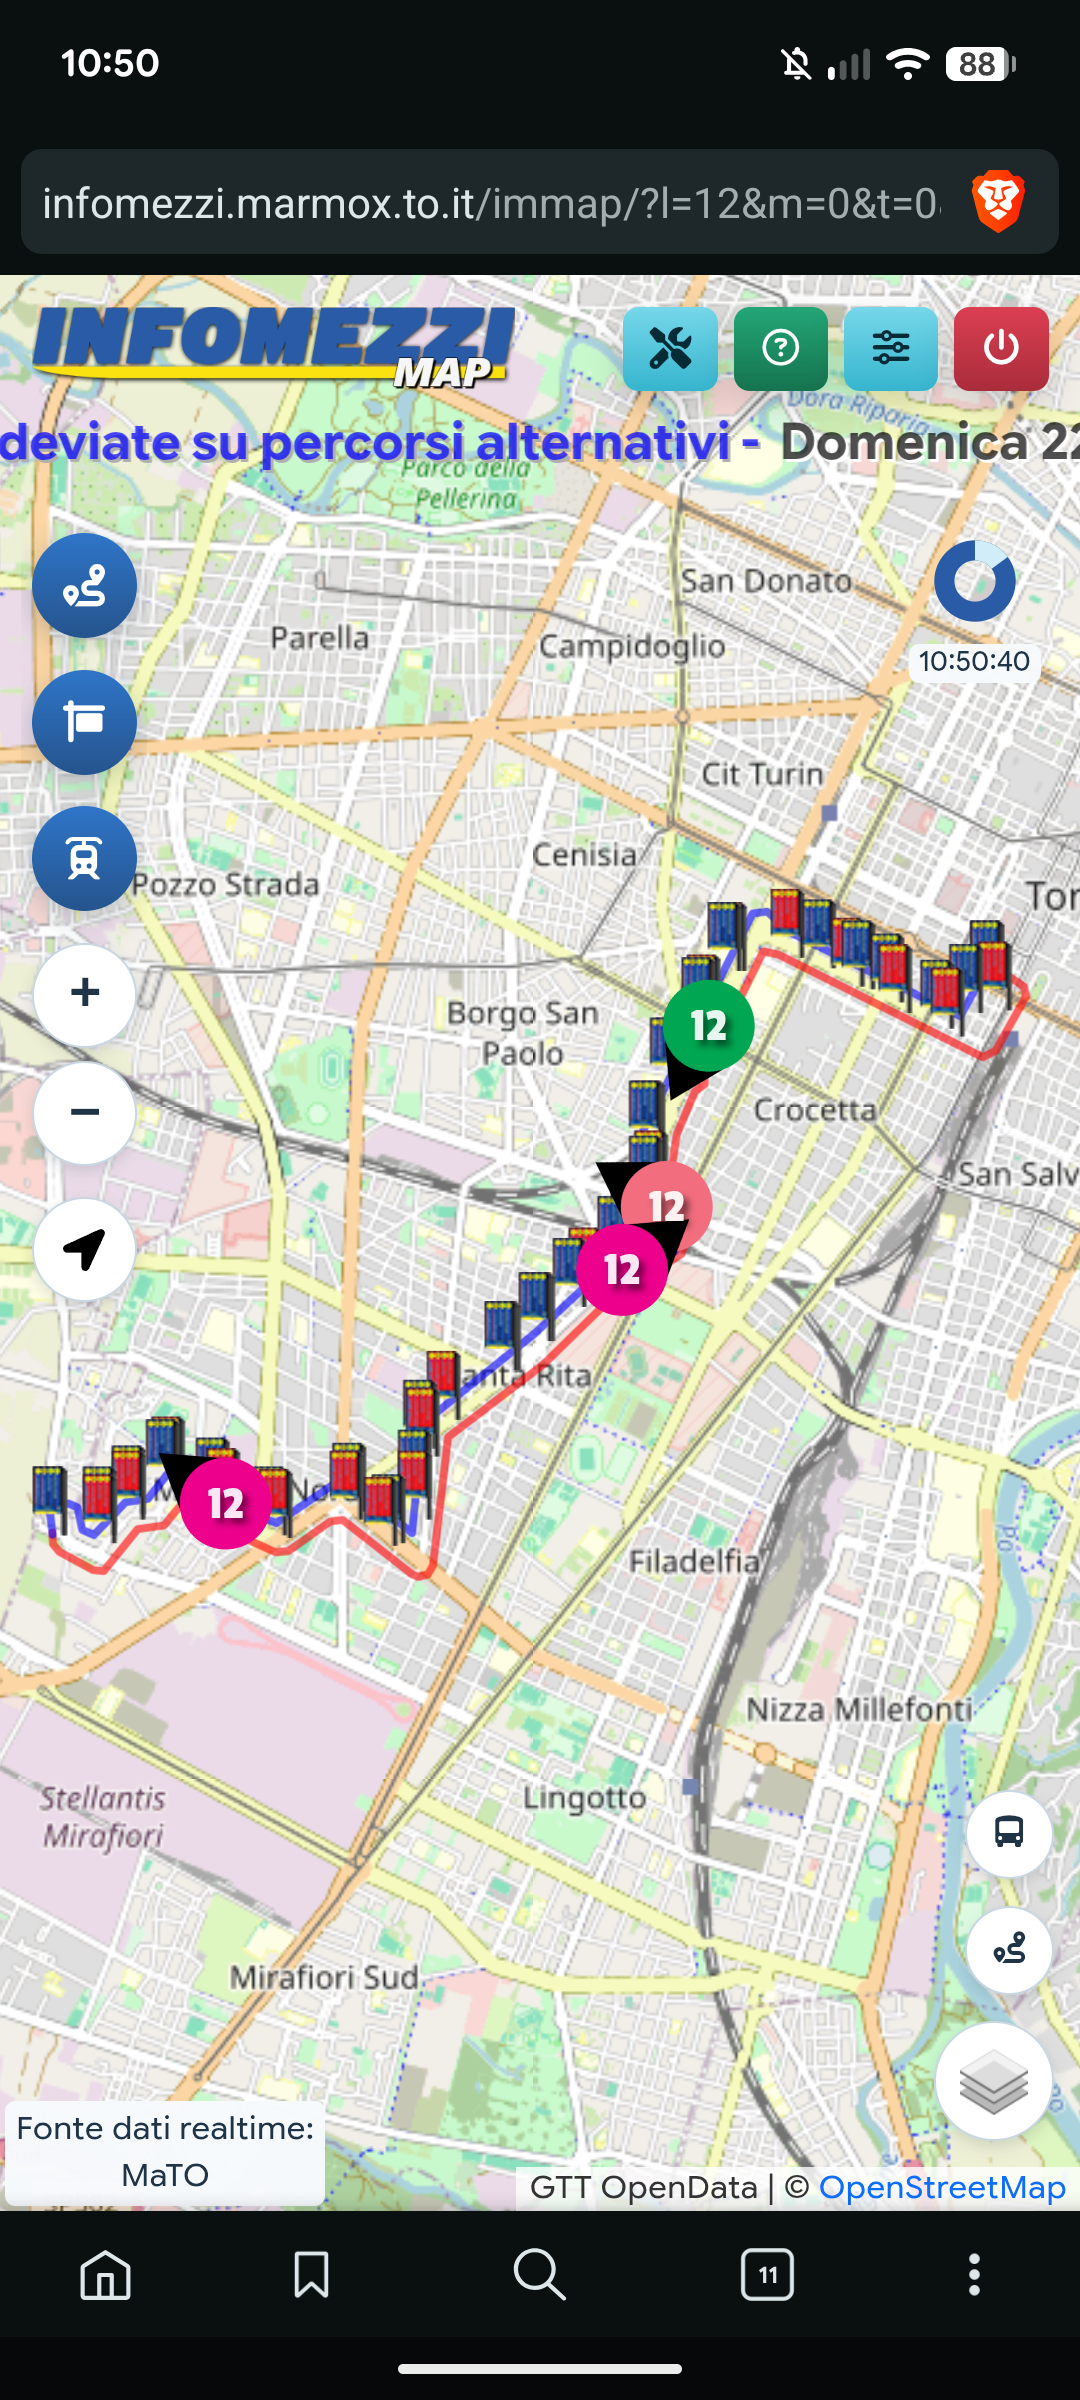 10:50
88
infomezzi.marmox.to.it/immap/?l=12&m=0&t=0
INFOMEZZI
MAP
deviate su percorsi alternativi - Domenica 22
Dora Riparia
Parco della
Pellerina
San Donato
Parella
Campidoglio
10:50:40
Cit Turin
Cenisia
Pozzo Strada
Tor
Borgo San
Paolo
12
Crocetta
San Salv
12
12
anta Rita
12
Filadelfia
Po
Nizza Millefonti
Stellantis
Mirafiori
Lingotto
Mirafiori Sud
Fonte dati realtime:
MaTO
GTT OpenData | © OpenStreetMap
11